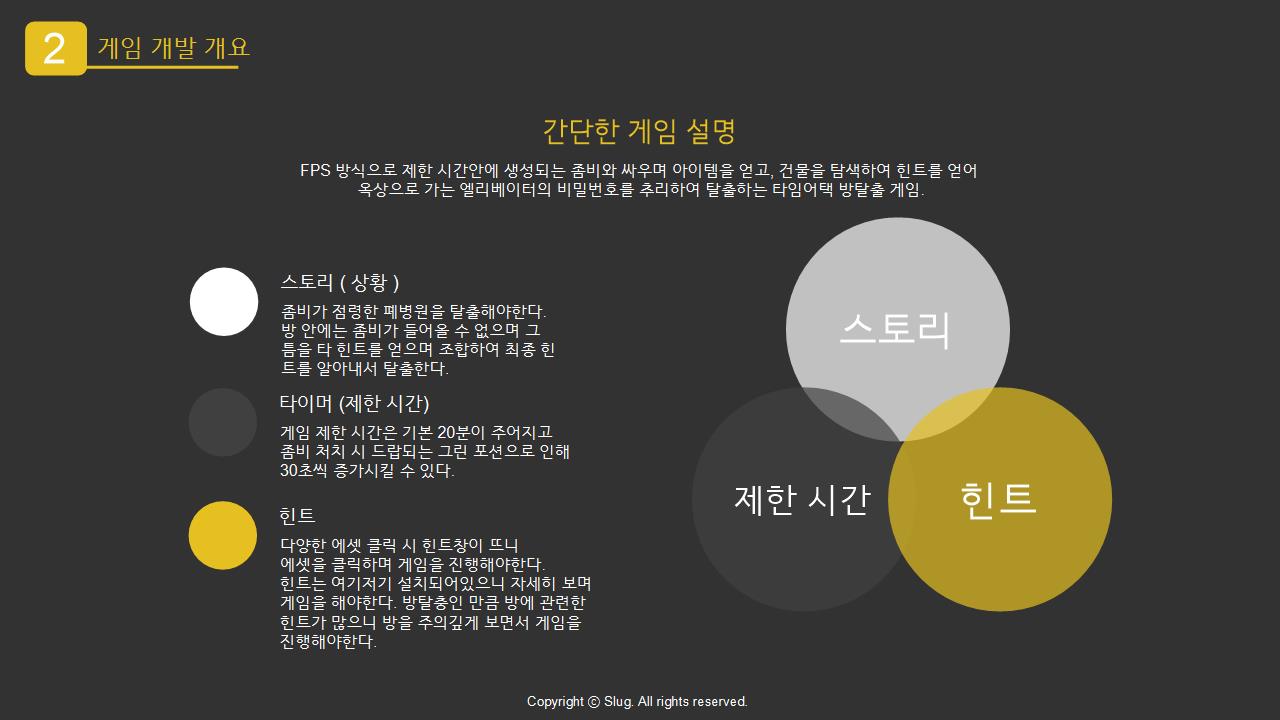 2 게임 개발 개요
간단한 게임 설명
FPS 방식으로 제한 시간안에 생성되는 좀비와 싸우며 아이템을 얻고, 건물을 탐색하여 힌트를 얻어
옥상으로 가는 엘리베이터의 비밀번호를 추리하여 탈출하는 타임어택 방탈출 게임.
스토리 ( 상황 )
좀비가 점령한 폐병원을 탈출해야한다.
방 안에는 좀비가 들어올 수 없으며 그
틈을 타 힌트를 얻으며 조합하여 최종 힌
트를 알아내서 탈출한다.
타이머 (제한 시간)
게임 제한 시간은 기본 20분이 주어지고
좀비 처치 시 드랍되는 그린 포션으로 인해
30초씩 증가시킬 수 있다.
힌트
다양한 에셋 클릭 시 힌트창이 뜨니
에셋을 클릭하며 게임을 진행해야한다.
힌트는 여기저기 설치되어있으니 자세히 보며
게임을 해야한다. 방탈충인 만큼 방에 관련한
힌트가 많으니 방을 주의깊게 보면서 게임을
진행해야한다.
스토리
제한 시간
힌트
Copyright ⓒ Slug. All rights reserved.